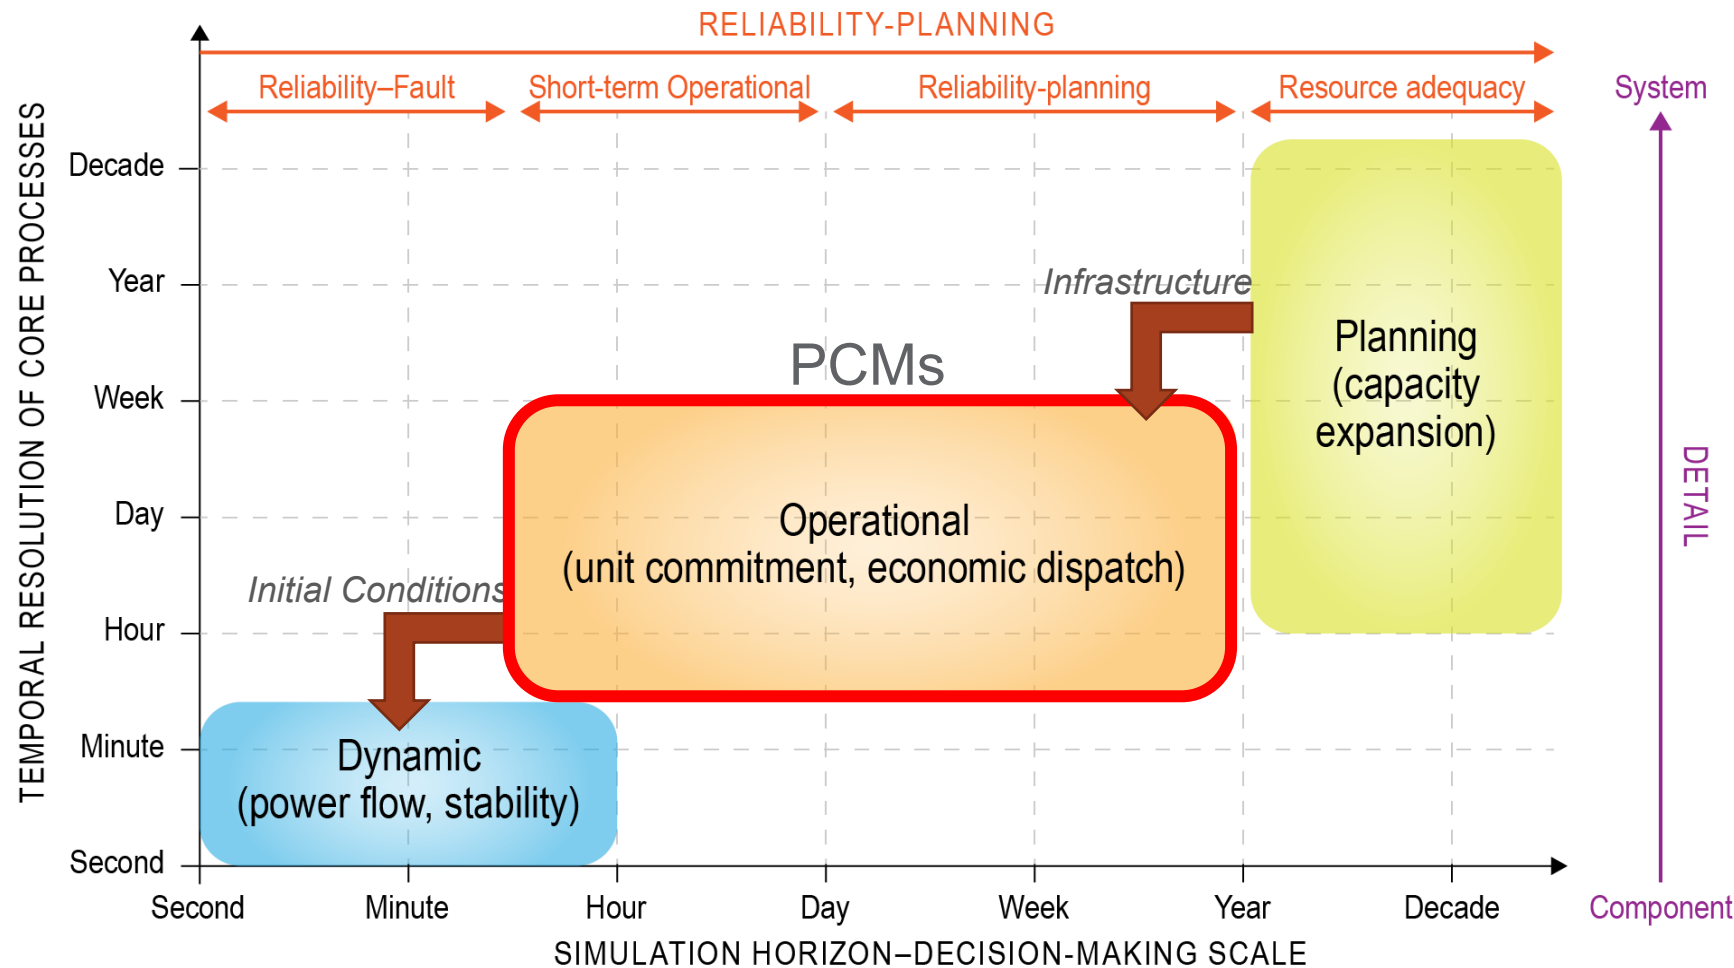 RELIABILITY-PLANNING
Reliability–Fault
Short-term Operational
Reliability-planning
Resource adequacy
System
TEMPORAL RESOLUTION OF CORE PROCESSES
Decade
Year
Week
Day
Hour
Minute
Second
Infrastructure
PCMs
Planning
(capacity
expansion)
Operational
(unit commitment, economic dispatch)
Initial Conditions
Dynamic
(power flow, stability)
DETAIL
Second
Minute
Hour
Day
Week
Year
Decade
Component
SIMULATION HORIZON–DECISION-MAKING SCALE